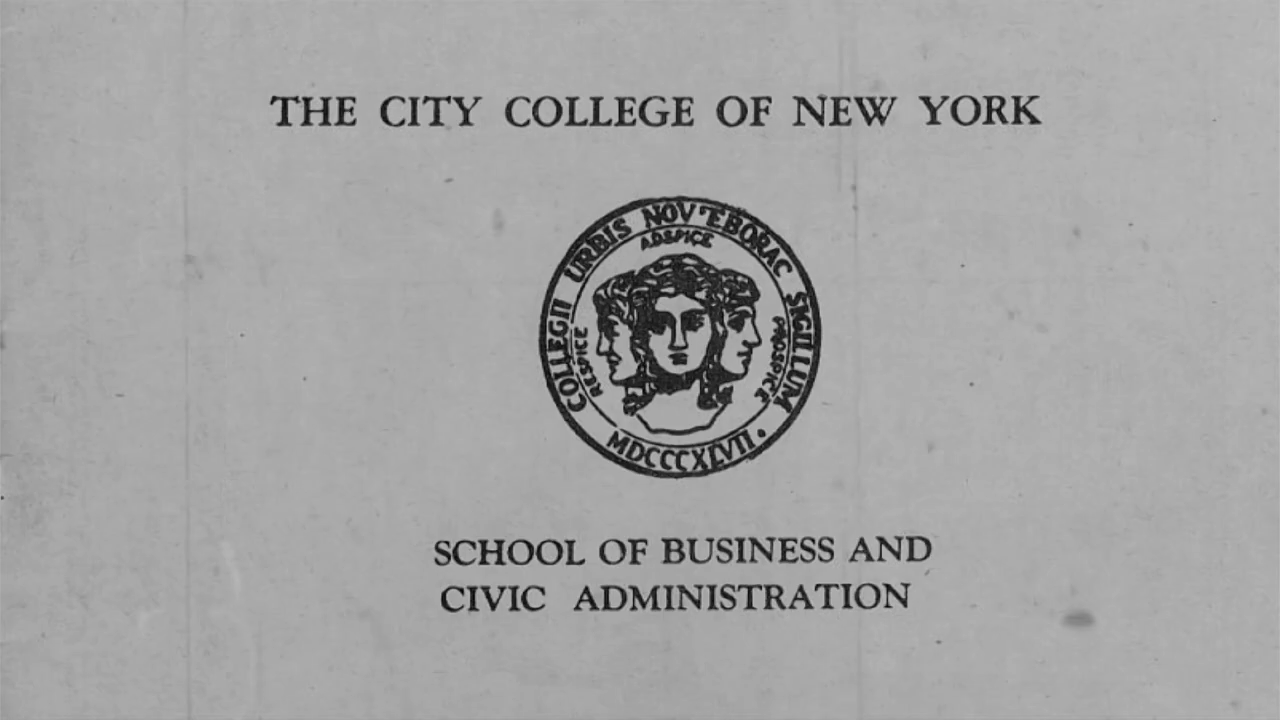 THE CITY COLLEGE OF NEW YORK
COLLEGII URBIS NOV'EBORAC SIGILLUM
ADSPICE
RESPICE
PROSPICE
MDCCCXLVII.
SCHOOL OF BUSINESS AND
CIVIC ADMINISTRATION